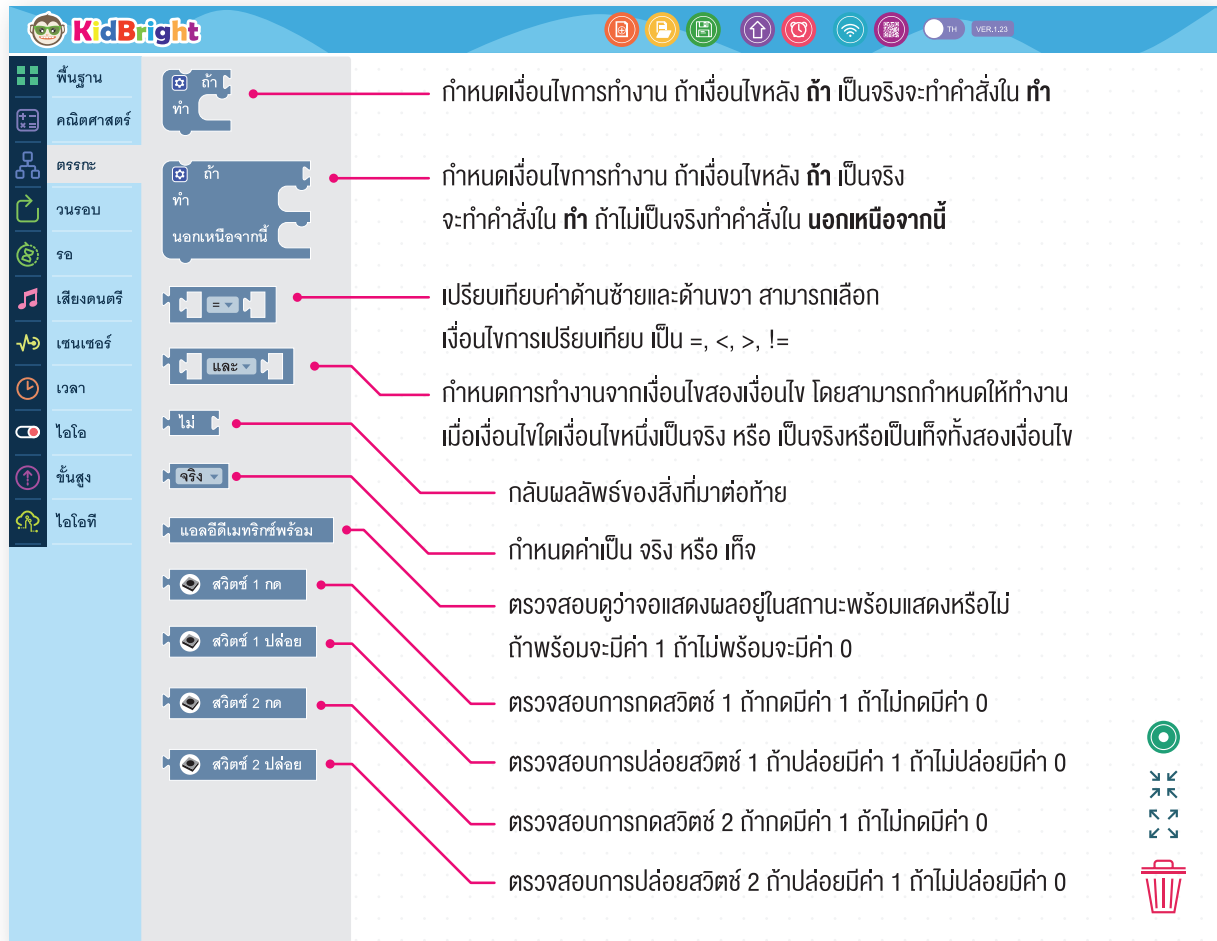 KidBright
TH
VER.1.23
พื้นฐาน
คณิตศาสตร์
ตรรกะ
วนรอบ
รอ
เสียงดนตรี
เซนเซอร์
เวลา
ไอโอ
ขั้นสูง
ไอโอที
ถ้า
ทำ
กำหนดเงื่อนไขการทำงาน ถ้าเงื่อนไขหลัง ถ้า เป็นจริงจะทำคำสั่งใน ทำ
ถ้า
ทำ
นอกเหนือจากนี้
กำหนดเงื่อนไขการทำงาน ถ้าเงื่อนไขหลัง ถ้า เป็นจริง
จะทำคำสั่งใน ทำ ถ้าไม่เป็นจริงทำคำสั่งใน นอกเหนือจากนี้
=
เปรียบเทียบค่าด้านซ้ายและด้านขวา สามารถเลือก
เงื่อนไขการเปรียบเทียบ เป็น =, <, >, !=
และ
กำหนดการทำงานจากเงื่อนไขสองเงื่อนไข โดยสามารถกำหนดให้ทำงาน
เมื่อเงื่อนไขใดเงื่อนไขหนึ่งเป็นจริง หรือ เป็นจริงหรือเป็นเท็จทั้งสองเงื่อนไข
ไม่
กลับผลลัพธ์ของสิ่งที่มาต่อท้าย
จริง
กำหนดค่าเป็น จริง หรือ เท็จ
แอลอีดีเมทริกซ์พร้อม
ตรวจสอบดูว่าจอแสดงผลอยู่ในสถานะพร้อมแสดงหรือไม่
ถ้าพร้อมจะมีค่า 1 ถ้าไม่พร้อมจะมีค่า 0
สวิตช์ 1 กด
ตรวจสอบการกดสวิตช์ 1 ถ้ากดมีค่า 1 ถ้าไม่กดมีค่า 0
สวิตช์ 1 ปล่อย
ตรวจสอบการปล่อยสวิตช์ 1 ถ้าปล่อยมีค่า 1 ถ้าไม่ปล่อยมีค่า 0
สวิตช์ 2 กด
ตรวจสอบการกดสวิตช์ 2 ถ้ากดมีค่า 1 ถ้าไม่กดมีค่า 0
สวิตช์ 2 ปล่อย
ตรวจสอบการปล่อยสวิตช์ 2 ถ้าปล่อยมีค่า 1 ถ้าไม่ปล่อยมีค่า 0